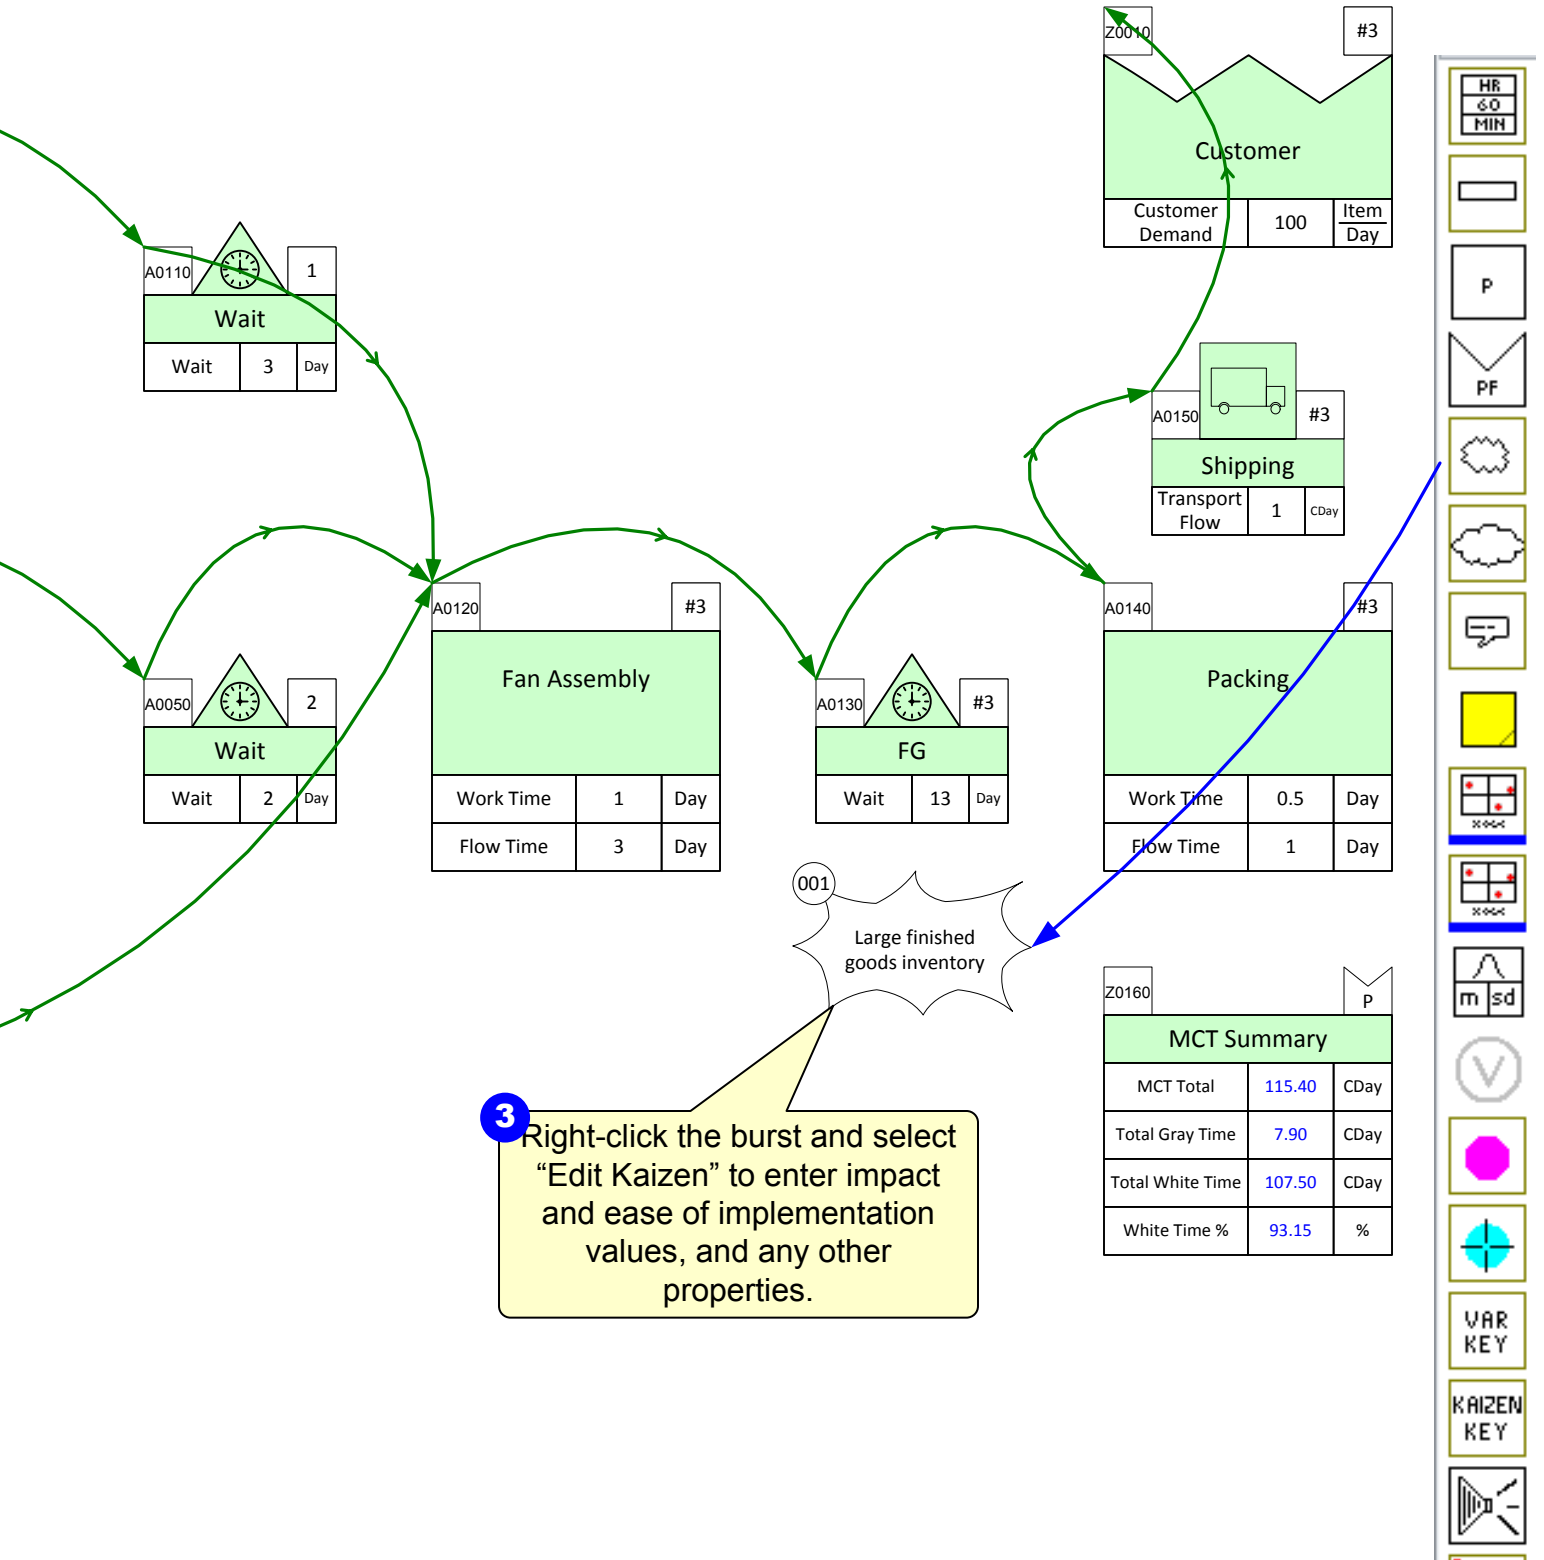 Z0010
#3
Customer
Customer
Demand
100
Item
Day
A0110
1
Wait
Wait
3
Day
A0150
#3
Shipping
Transport
Flow
1
CDay
A0050
2
Wait
Wait
2
Day
A0120
#3
Fan Assembly
Work Time
1
Day
Flow Time
3
Day
A0130
#3
FG
Wait
13
Day
A0140
#3
Packing
Work Time
0.5
Day
Flow Time
1
Day
001
Large finished
goods inventory
3
Right-click the burst and select
“Edit Kaizen” to enter impact
and ease of implementation
values, and any other
properties.
Z0160
P
MCT Summary
MCT Total
115.40
CDay
Total Gray Time
7.90
CDay
Total White Time
107.50
CDay
White Time %
93.15
%
HR
60
MIN
P
PF
m sd
V
VAR
KEY
KAIZEN
KEY